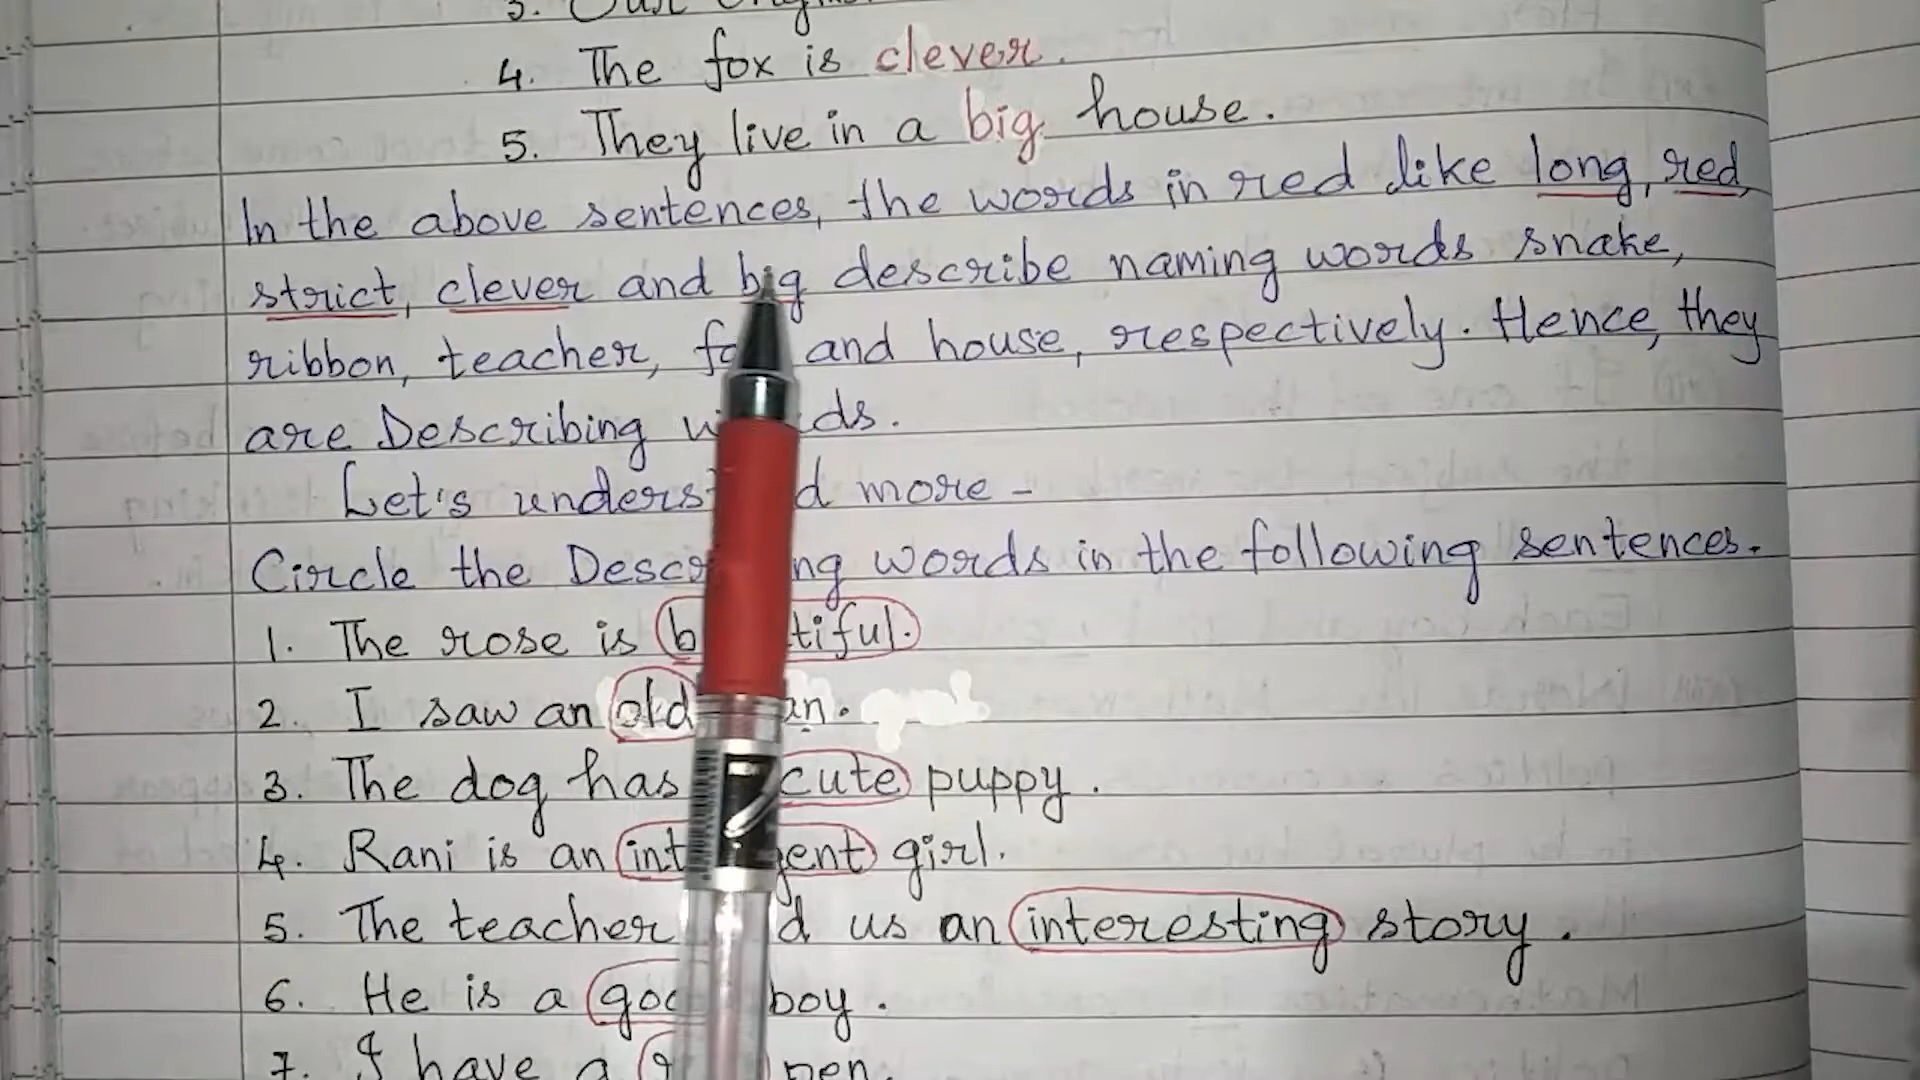 3. Our
4. The fox is clever.
5. They live in a big house.
In the above sentences, the words in red like long, red,
strict, clever and big describe naming words snake,
ribbon, teacher, and house, respectively. Hence, they
are Describing
Let's more -
Circle the words in the following sentences.
1. The rose is
2. I saw an old
3. The dog has cute puppy.
4. Rani is an girl.
5. The teacher us an interesting story.
6. He is a boy.
7. I have a pen.